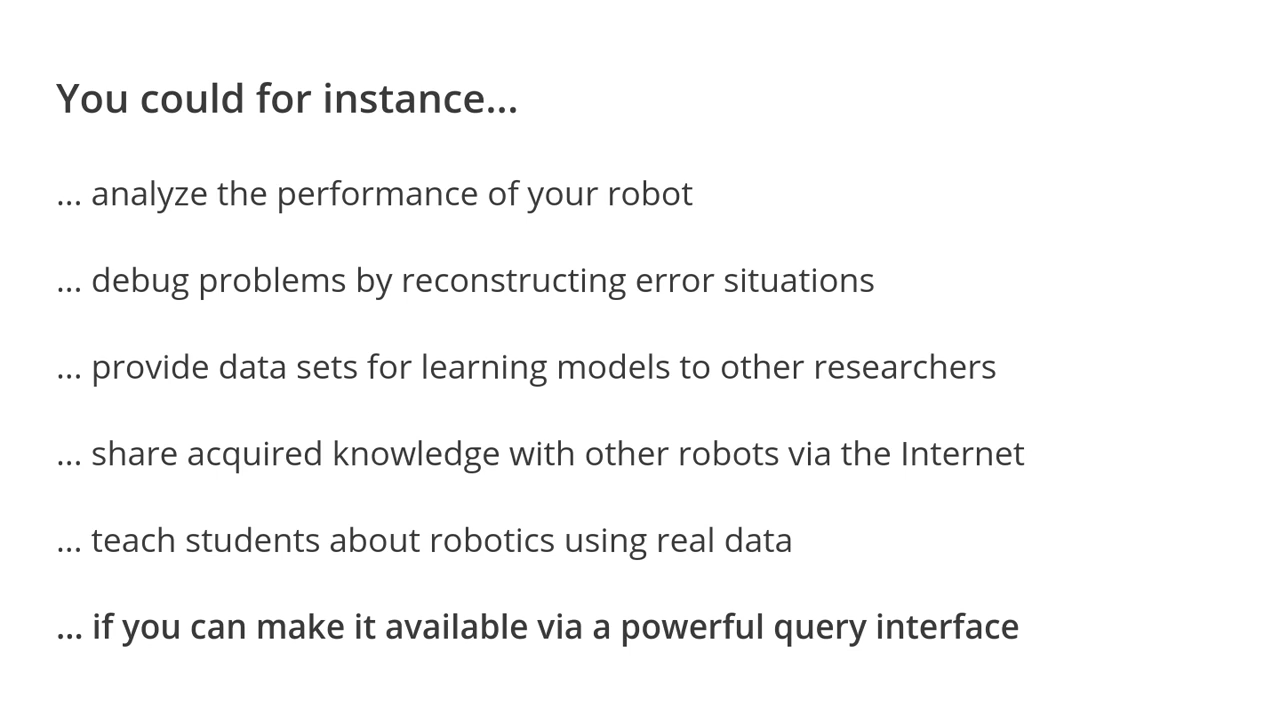 You could for instance...
... analyze the performance of your robot
... debug problems by reconstructing error situations
... provide data sets for learning models to other researchers
... share acquired knowledge with other robots via the Internet
... teach students about robotics using real data
... if you can make it available via a powerful query interface